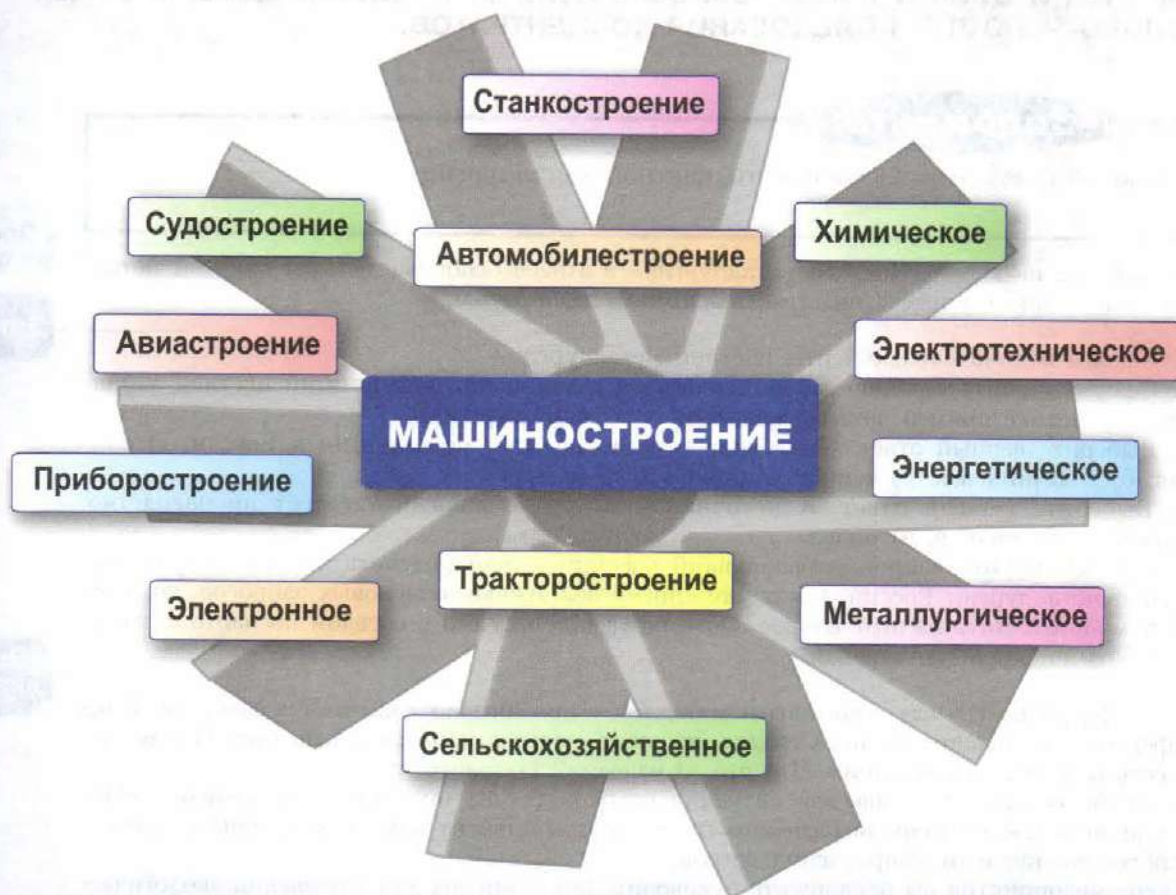 Станкостроение
Судостроение
Автомобилестроение
Химическое
Авиастроение
Электротехническое
МАШИНОСТРОЕНИЕ
Приборостроение
Энергетическое
Тракторостроение
Электронное
Металлургическое
Сельскохозяйственное